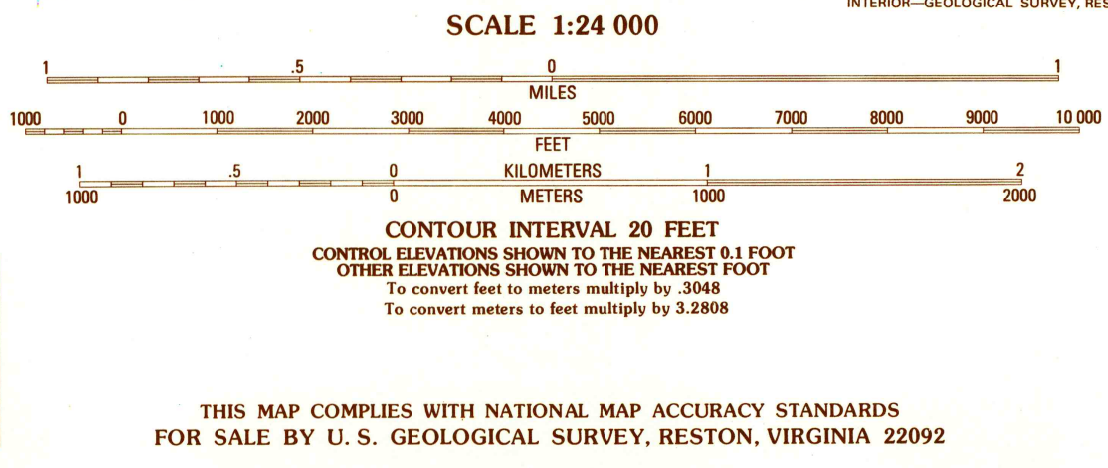 INTERIOR—GEOLOGICAL SURVEY,
SCALE 1:24 000
1 .5 0 1
MILES
1000 0 1000 2000 3000 4000 5000 6000 7000 8000 9000 10 000
FEET
1 .5 0 KILOMETERS 1 2
1000 0 METERS 1000 2000
CONTOUR INTERVAL 20 FEET
CONTROL ELEVATIONS SHOWN TO THE NEAREST 0.1 FOOT
OTHER ELEVATIONS SHOWN TO THE NEAREST FOOT
To convert feet to meters multiply by .3048
To convert meters to feet multiply by 3.2808
THIS MAP COMPLIES WITH NATIONAL MAP ACCURACY STANDARDS
FOR SALE BY U. S. GEOLOGICAL SURVEY, RESTON, VIRGINIA 22092